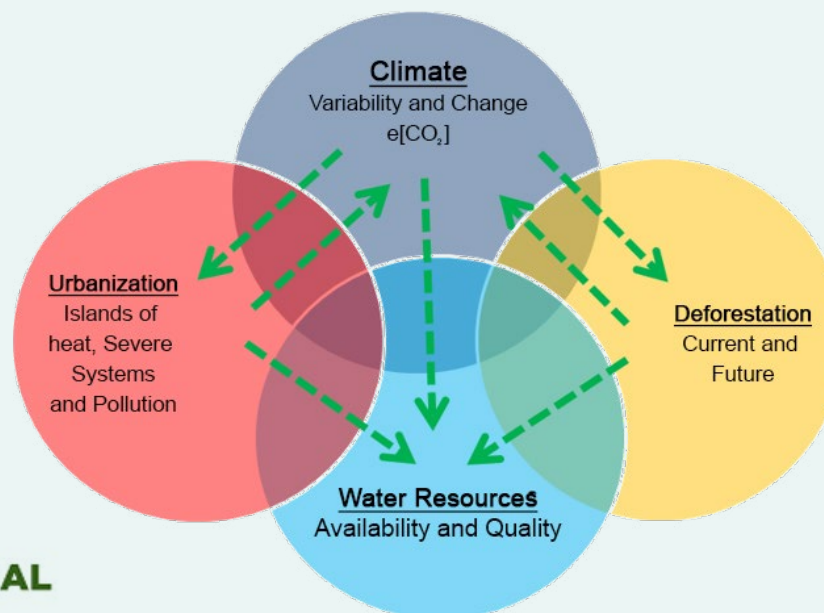 Climate
Variability and Change
e[CO₂]
Urbanization
Islands of
heat, Severe
Systems
and Pollution
Deforestation
Current and
Future
Water Resources
Availability and Quality
AL